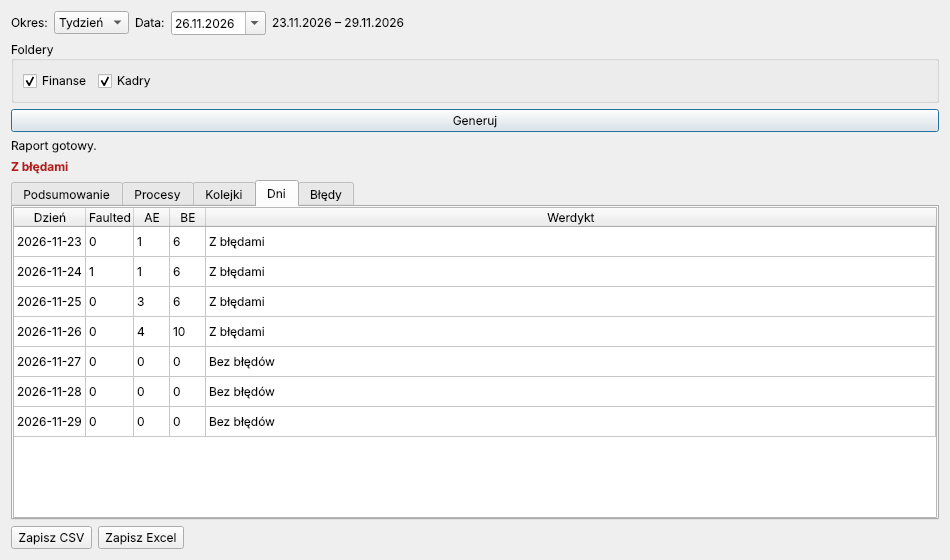 Okres: Tydzień Data: 26.11.2026 23.11.2026 – 29.11.2026
Foldery
Finanse Kadry
Generuj
Raport gotowy.
Z błędami
Podsumowanie Procesy Kolejki Dni Błędy
Dzień Faulted AE BE Werdykt
2026-11-23 0 1 6 Z błędami
2026-11-24 1 1 6 Z błędami
2026-11-25 0 3 6 Z błędami
2026-11-26 0 4 10 Z błędami
2026-11-27 0 0 0 Bez błędów
2026-11-28 0 0 0 Bez błędów
2026-11-29 0 0 0 Bez błędów
Zapisz CSV Zapisz Excel